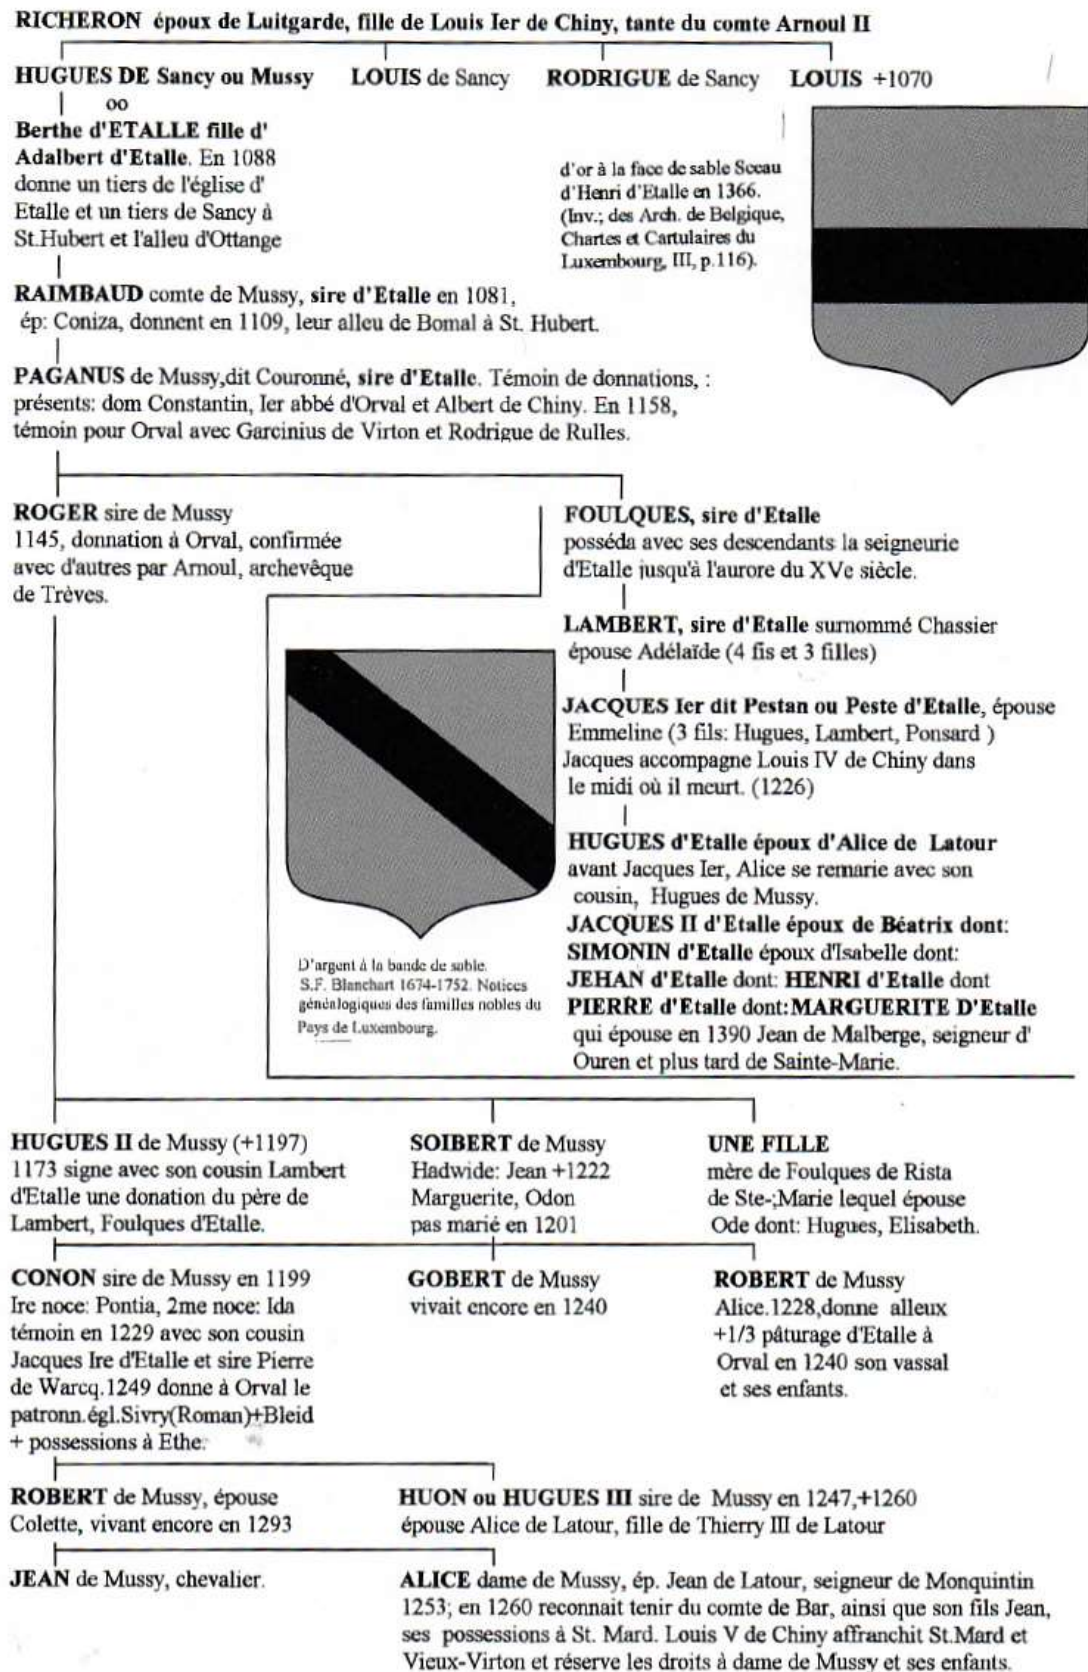 RICHERON époux de Luitgarde, fille de Louis Ier de Chiny, tante du comte Arnoul II
HUGUES DE Sancy ou Mussy
oo
Berthe d'ETALLE fille d'
Adalbert d'Etalle. En 1088
donne un tiers de l'église d'
Etalle et un tiers de Sancy à
St.Hubert et l'alleu d'Ottange
LOUIS de Sancy
RODRIGUE de Sancy
LOUIS +1070
d'or à la face de sable Sceau
d'Henri d'Etalle en 1366.
(Inv.; des Arch. de Belgique,
Chartes et Cartulaires du
Luxembourg, III, p.116).
RAIMBAUD comte de Mussy, sire d'Etalle en 1081,
ép: Coniza, donnent en 1109, leur alleu de Bomal à St. Hubert.
PAGANUS de Mussy,dit Couronné, sire d'Etalle. Témoin de donnations, :
présents: dom Constantin, Ier abbé d'Orval et Albert de Chiny. En 1158,
témoin pour Orval avec Garcinius de Virton et Rodrigue de Rulles.
ROGER sire de Mussy
1145, donnation à Orval, confirmée
avec d'autres par Arnoul, archevêque
de Trèves.
FOULQUES, sire d'Etalle
posséda avec ses descendants la seigneurie
d'Etalle jusqu'à l'aurore du XVe siècle.
LAMBERT, sire d'Etalle surnommé Chassier
épouse Adélaïde (4 fis et 3 filles)
JACQUES Ier dit Pestan ou Peste d'Etalle, épouse
Emmeline (3 fils: Hugues, Lambert, Ponsard )
Jacques accompagne Louis IV de Chiny dans
le midi où il meurt. (1226)
HUGUES d'Etalle époux d'Alice de Latour
avant Jacques Ier, Alice se remarie avec son
cousin, Hugues de Mussy.
JACQUES II d'Etalle époux de Béatrix dont:
SIMONIN d'Etalle époux d'Isabelle dont:
JEHAN d'Etalle dont: HENRI d'Etalle dont
PIERRE d'Etalle dont:MARGUERITE D'Etalle
qui épouse en 1390 Jean de Malberge, seigneur d'
Ouren et plus tard de Sainte-Marie.
D'argent à la bande de sable.
S.F. Blanchart 1674-1752. Notices
généalogiques des familles nobles du
Pays de Luxembourg.
HUGUES II de Mussy (+1197)
1173 signe avec son cousin Lambert
d'Etalle une donation du père de
Lambert, Foulques d'Etalle.
SOIBERT de Mussy
Hadwide: Jean +1222
Marguerite, Odon
pas marié en 1201
UNE FILLE
mère de Foulques de Rista
de Ste-;Marie lequel épouse
Ode dont: Hugues, Elisabeth.
CONON sire de Mussy en 1199
Ire noce: Pontia, 2me noce: Ida
témoin en 1229 avec son cousin
Jacques Ire d'Etalle et sire Pierre
de Warcq.1249 donne à Orval le
patronn.égl.Sivry(Roman)+Bleid
+ possessions à Ethe.
GOBERT de Mussy
vivait encore en 1240
ROBERT de Mussy
Alice.1228,donne alleux
+1/3 pâturage d'Etalle à
Orval en 1240 son vassal
et ses enfants.
ROBERT de Mussy, épouse
Colette, vivant encore en 1293
HUON ou HUGUES III sire de Mussy en 1247,+1260
épouse Alice de Latour, fille de Thierry III de Latour
JEAN de Mussy, chevalier.
ALICE dame de Mussy, ép. Jean de Latour, seigneur de Monquintin
1253; en 1260 reconnait tenir du comte de Bar, ainsi que son fils Jean,
ses possessions à St. Mard. Louis V de Chiny affranchit St.Mard et
Vieux-Virton et réserve les droits à dame de Mussy et ses enfants.